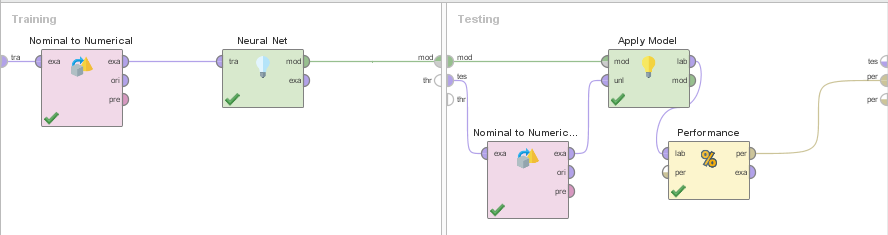 Training
Nominal to Numerical
Neural Net
tra
exa
exa
ori
pre
tra
mod
exa
mod
thr
Testing
Apply Model
mod
tes
thr
mod
unl
lab
mod
Nominal to Numeric...
exa
exa
ori
pre
Performance
lab
per
%
per
exa
tes
per
per